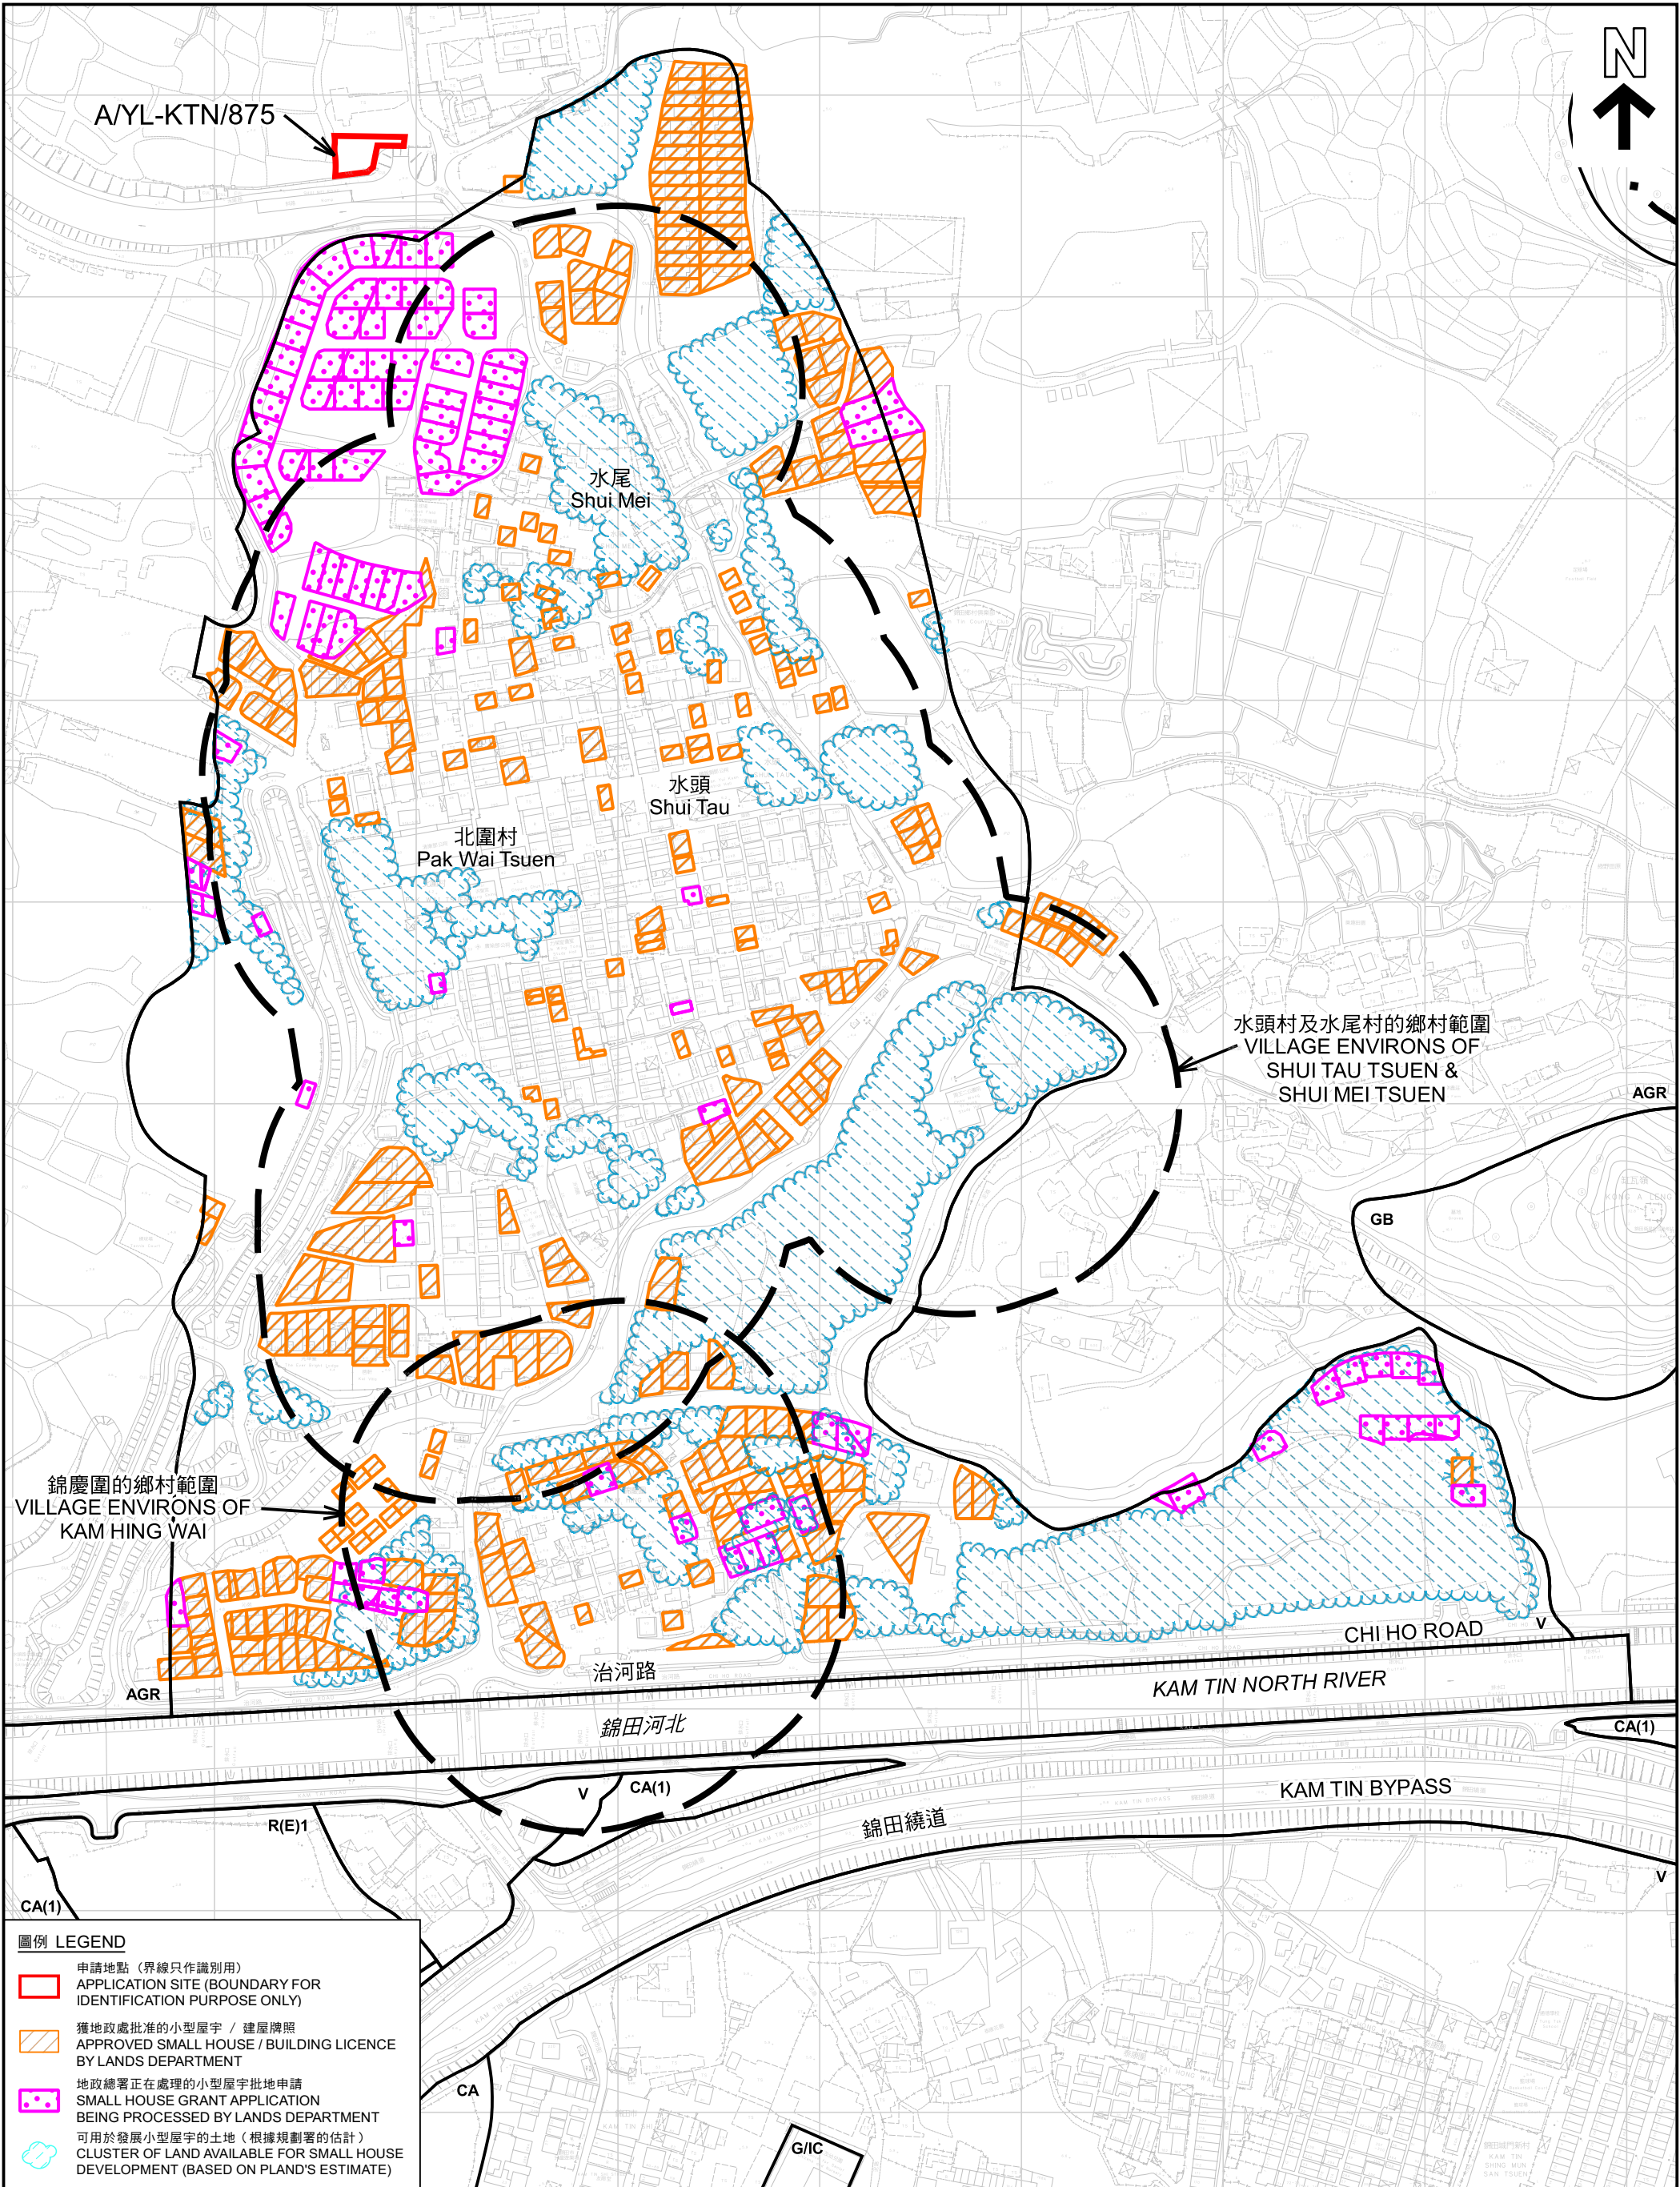 N
A/YL-KTN/875
水尾
Shui Mei
水頭
Shui Tau
北圍村
Pak Wai Tsuen
水頭村及水尾村的鄉村範圍
VILLAGE ENVIRONS OF
SHUI TAU TSUEN &
SHUI MEI TSUEN
AGR
GB
錦慶圍的鄉村範圍
VILLAGE ENVIRONS OF
KAM HING WAI
CHI HO ROAD
V
治河路
KAM TIN NORTH RIVER
AGR
錦田河北
CA(1)
V
CA(1)
KAM TIN BYPASS
錦田繞道
R(E)1
V
CA(1)
圖例 LEGEND
申請地點（界線只作識別用）
APPLICATION SITE (BOUNDARY FOR
IDENTIFICATION PURPOSE ONLY)
獲地政處批准的小型屋宇 / 建屋牌照
APPROVED SMALL HOUSE / BUILDING LICENCE
BY LANDS DEPARTMENT
地政總署正在處理的小型屋宇批地申請
SMALL HOUSE GRANT APPLICATION
BEING PROCESSED BY LANDS DEPARTMENT
可用於發展小型屋宇的土地（根據規劃署的估計）
CLUSTER OF LAND AVAILABLE FOR SMALL HOUSE
DEVELOPMENT (BASED ON PLAND'S ESTIMATE)
CA
G/IC
KAM TIN
SHING MUN
SAN TSUEN